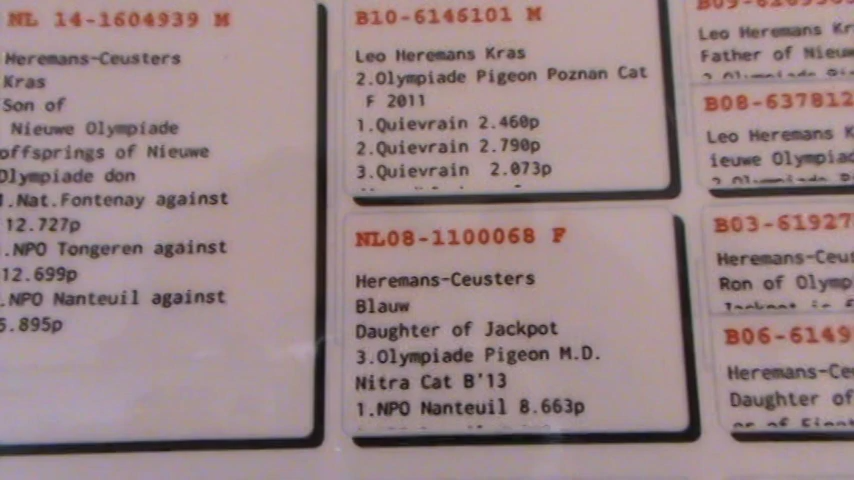 NL 14-1604939 M
Heremans-Ceusters
Kras
Son of
Nieuwe Olympiade
offsprings of Nieuwe
Olympiade don
1.Nat.Fontenay against
12.727p
.NPO Tongeren against
12.699p
.NPO Nanteuil against
5.895p
B10-6146101 M
Leo Heremans Kras
2.Olympiade Pigeon Poznan Cat
F 2011
1.Quievrain 2.460p
2.Quievrain 2.790p
3.Quievrain 2.073p
NL08-1100068 F
Heremans-Ceusters
Blauw
Daughter of Jackpot
3.Olympiade Pigeon M.D.
Nitra Cat B'13
1.NPO Nanteuil 8.663p
Leo Heremans Kr
Father of Nieuw
B08-637812
Leo Heremans K
ieuwe Olympiad
B03-61927
Heremans-Ceus
Ron of Olymp
B06-6149
Heremans-Ce
Daughter of